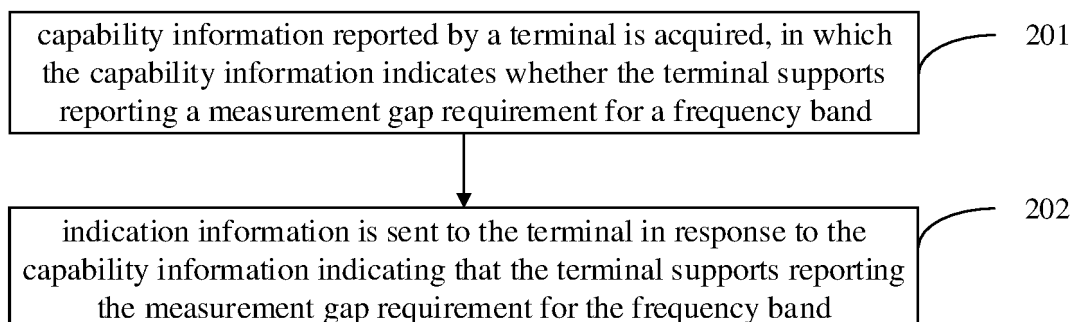 capability information reported by a terminal is acquired, in which
the capability information indicates whether the terminal supports
reporting a measurement gap requirement for a frequency band
201
indication information is sent to the terminal in response to the
capability information indicating that the terminal supports reporting
the measurement gap requirement for the frequency band
202